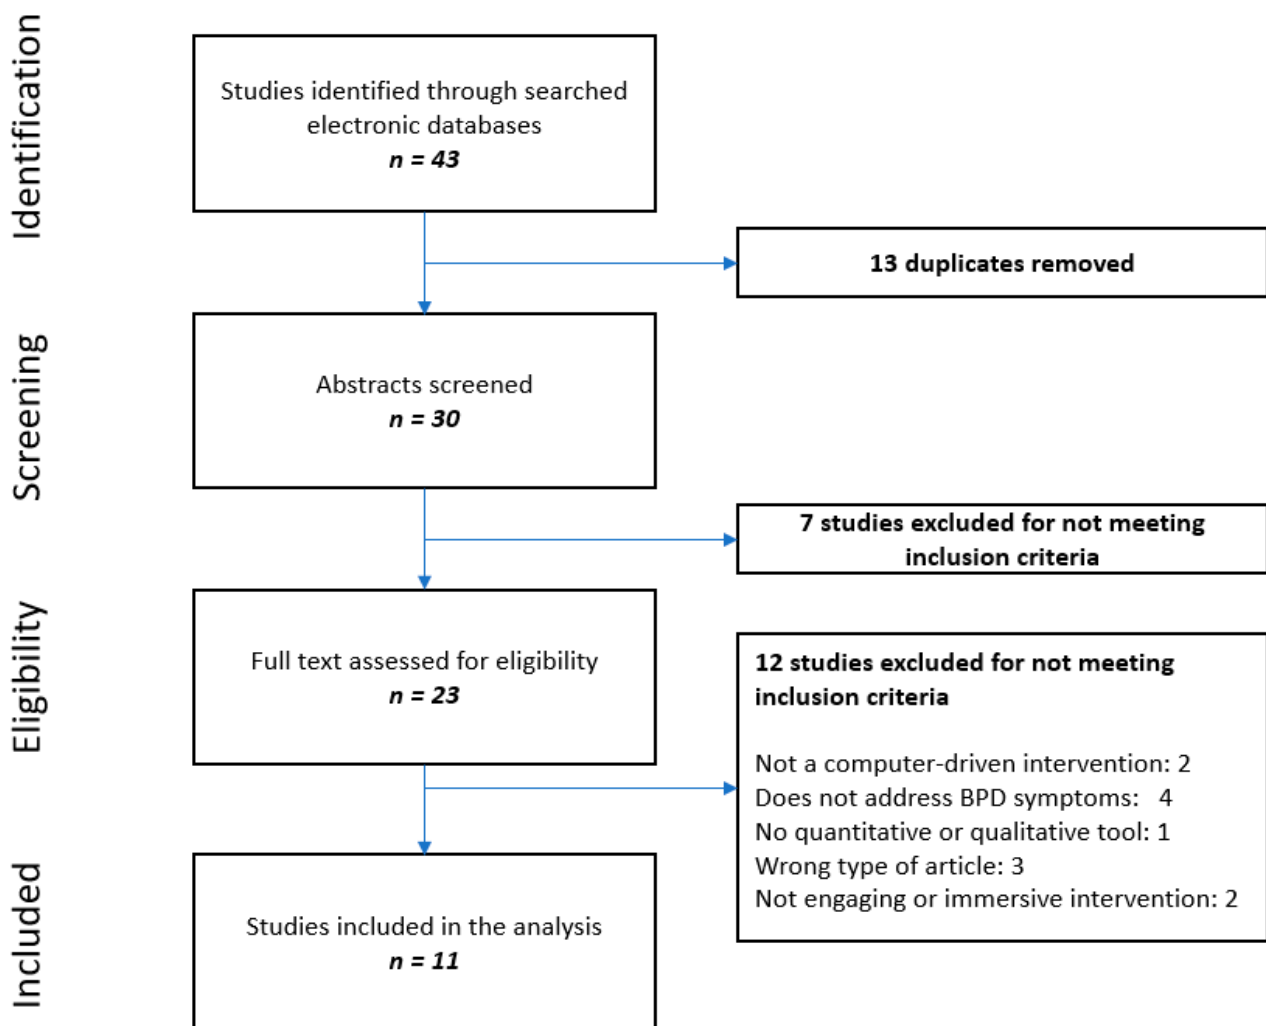 Identification
Studies identified through searched
electronic databases
n = 43
13 duplicates removed
Screening
Abstracts screened
n = 30
7 studies excluded for not meeting
inclusion criteria
Eligibility
Full text assessed for eligibility
n = 23
12 studies excluded for not meeting
inclusion criteria
Not a computer-driven intervention: 2
Does not address BPD symptoms: 4
No quantitative or qualitative tool: 1
Wrong type of article: 3
Not engaging or immersive intervention: 2
Included
Studies included in the analysis
n = 11